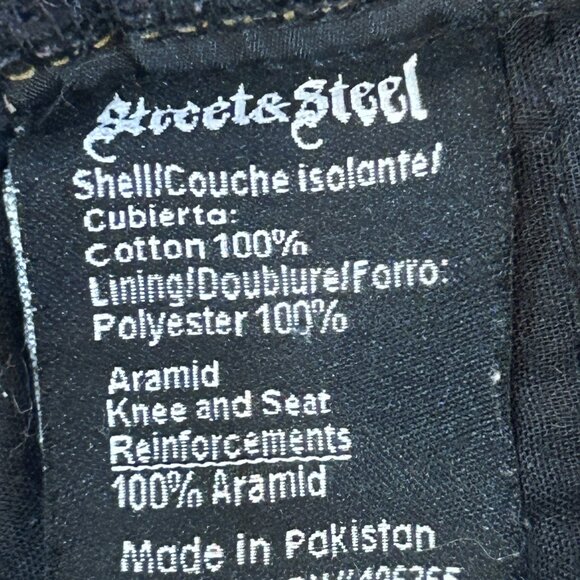 Street & Steel
Shell/Couche isolante/
Cubierta:
Cotton 100%
Lining/Doublure/Forro:
Polyester 100%
Aramid
Knee and Seat
Reinforcements
100% Aramid
Made in Pakistan